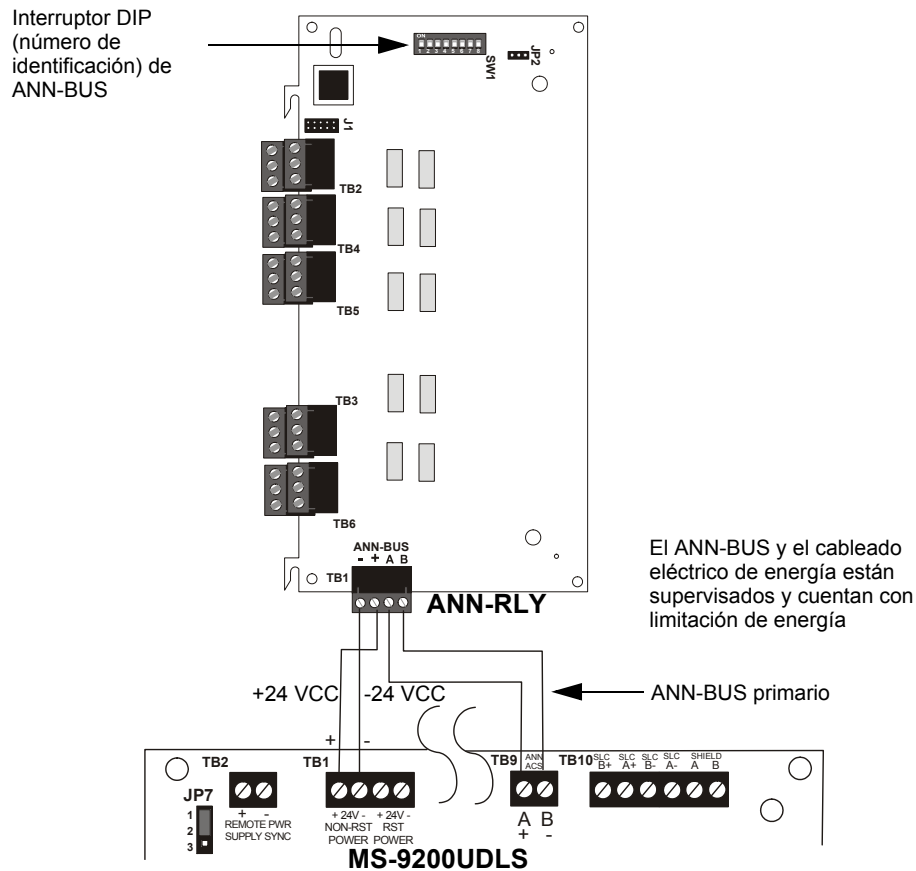 Interruptor DIP
(número de
identificación) de
ANN-BUS
ON
1 2 3 4 5 6 7 8
SW1
JP2
J1
TB2
TB4
TB5
TB3
TB6
ANN-BUS
- + A B
TB1
ANN-RLY
El ANN-BUS y el cableado
eléctrico de energía están
supervisados y cuentan con
limitación de energía
+24 VCC
-24 VCC
ANN-BUS primario
+ -
TB2
TB1
TB9
ANN
ACS
TB10
SLC SLC SLC SLC SHIELD
B+ A+ B- A- A B
JP7
1
2
3
+ -
REMOTE PWR
SUPPLY SYNC
+ 24V - + 24V -
NON-RST RST
POWER POWER
A B
+ -
MS-9200UDLS